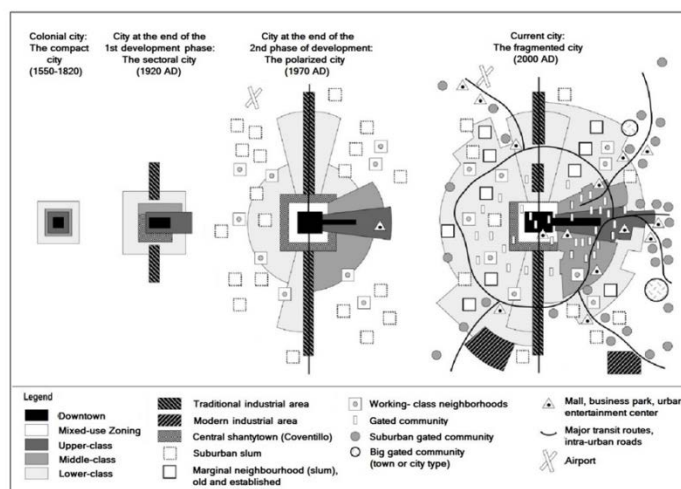 Colonial city:
The compact
city
(1550-1820)
City at the end of the
1st development phase:
The sectoral city
(1920 AD)
City at the end of the
2nd phase of development:
The polarized city
(1970 AD)
Current city:
The fragmented city
(2000 AD)
Legend
Downtown
Mixed-use Zoning
Upper-class
Middle-class
Lower-class
Traditional industrial area
Modern industrial area
Central shantytown (Coventillo)
Suburban slum
Marginal neighbourhood (slum),
old and established
Working- class neighborhoods
Gated community
Suburban gated community
Big gated community
(town or city type)
Mall, business park, urban
entertainment center
Major transit routes,
intra-urban roads
Airport